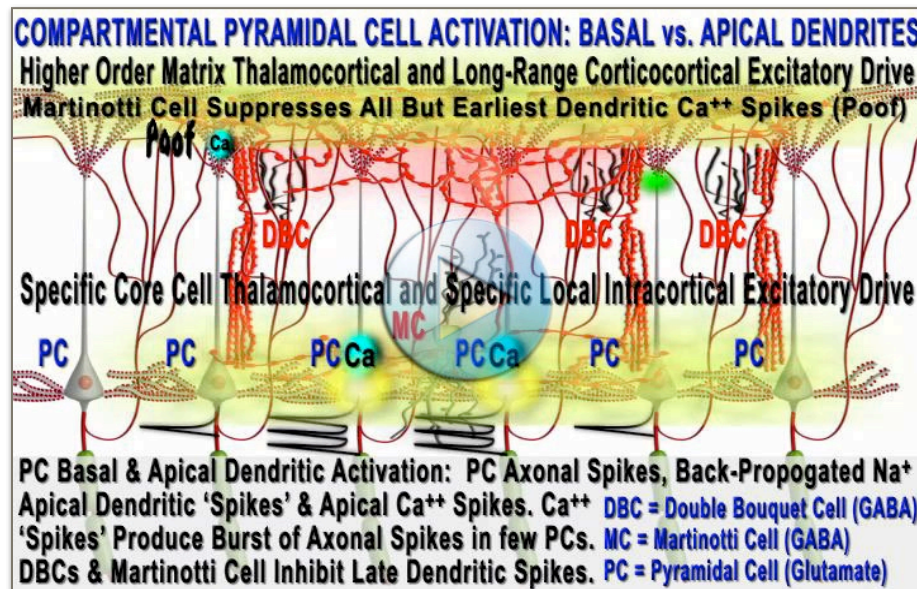 COMPARTMENTAL PYRAMIDAL CELL ACTIVATION: BASAL vs. APICAL DENDRITES
Higher Order Matrix Thalamocortical and Long-Range Corticocortical Excitatory Drive
Martinotti Cell Suppresses All But Earliest Dendritic Ca++ Spikes (Poof)
Poof Ca
DBC DBC DBC
Specific Core Cell Thalamocortical and Specific Local Intracortical Excitatory Drive
MC
PC PC PC Ca PC Ca PC PC
PC Basal & Apical Dendritic Activation: PC Axonal Spikes, Back-Propogated Na+
Apical Dendritic ‘Spikes’ & Apical Ca++ Spikes. Ca++
‘Spikes’ Produce Burst of Axonal Spikes in few PCs.
DBCs & Martinotti Cell Inhibit Late Dendritic Spikes.
DBC = Double Bouquet Cell (GABA)
MC = Martinotti Cell (GABA)
PC = Pyramidal Cell (Glutamate)